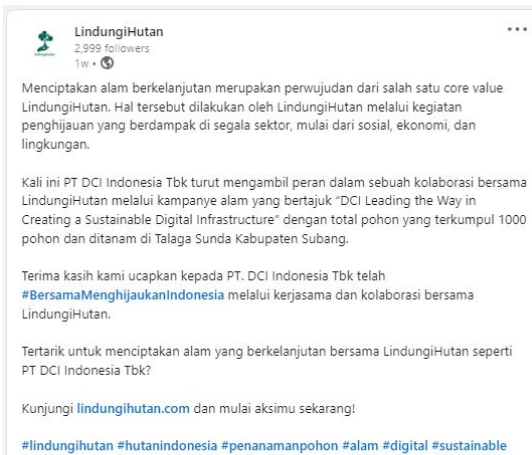 LindungiHutan
2,999 followers
1w •
Menciptakan alam berkelanjutan merupakan perwujudan dari salah satu core value
LindungiHutan. Hal tersebut dilakukan oleh LindungiHutan melalui kegiatan
penghijauan yang berdampak di segala sektor, mulai dari sosial, ekonomi, dan
lingkungan.
Kali ini PT DCI Indonesia Tbk turut mengambil peran dalam sebuah kolaborasi bersama
LindungiHutan melalui kampanye alam yang bertajuk "DCI Leading the Way in
Creating a Sustainable Digital Infrastructure" dengan total pohon yang terkumpul 1000
pohon dan ditanam di Talaga Sunda Kabupaten Subang.
Terima kasih kami ucapkan kepada PT. DCI Indonesia Tbk telah
#BersamaMenghijaukanIndonesia melalui kerjasama dan kolaborasi bersama
LindungiHutan.
Tertarik untuk menciptakan alam yang berkelanjutan bersama LindungiHutan seperti
PT DCI Indonesia Tbk?
Kunjungi lindungihutan.com dan mulai aksimu sekarang!
#lindungihutan #hutanindonesia #penanamanpohon #alam #digital #sustainable